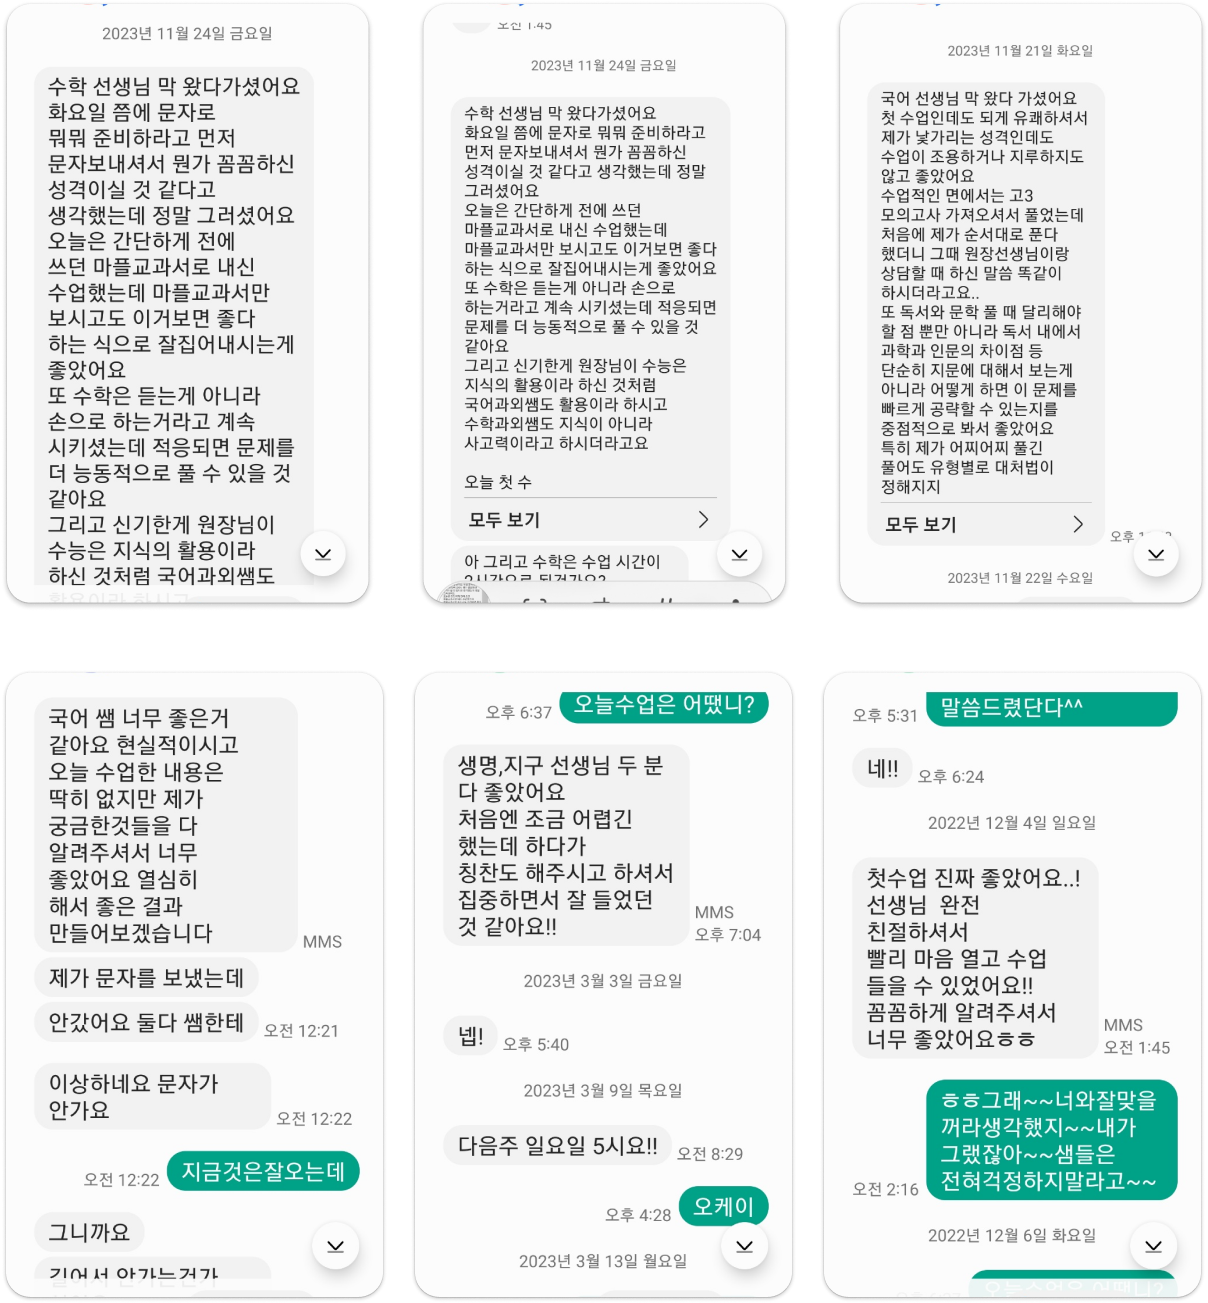 2023년 11월 24일 금요일
수학 선생님 막 왔다가셨어요
화요일 쯤에 문자로
뭐뭐 준비하라고 먼저
문자보내셔서 뭔가 꼼꼼하신
성격이실 것 같다고
생각했는데 정말 그러셨어요
오늘은 간단하게 전에
쓰던 마플교과서로 내신
수업했는데 마플교과서만
보시고도 이거보면 좋다
하는 식으로 잘집어내시는게
좋았어요
또 수학은 듣는게 아니라
손으로 하는거라고 계속
시키셨는데 적응되면 문제를
더 능동적으로 풀 수 있을 것
같아요
그리고 신기한게 원장님이
수능은 지식의 활용이라
하신 것처럼 국어과외쌤도
활용이라 하시고
오전 1:45
2023년 11월 24일 금요일
수학 선생님 막 왔다가셨어요
화요일 쯤에 문자로 뭐뭐 준비하라고
먼저 문자보내셔서 뭔가 꼼꼼하신
성격이실 것 같다고 생각했는데 정말
그러셨어요
오늘은 간단하게 전에 쓰던
마플교과서로 내신 수업했는데
마플교과서만 보시고도 이거보면 좋다
하는 식으로 잘집어내시는게 좋았어요
또 수학은 듣는게 아니라 손으로
하는거라고 계속 시키셨는데 적응되면
문제를 더 능동적으로 풀 수 있을 것
같아요
그리고 신기한게 원장님이 수능은
지식의 활용이라 하신 것처럼
국어과외쌤도 활용이라 하시고
수학과외쌤도 지식이 아니라
사고력이라고 하시더라고요
오늘 첫 수
모두 보기
아 그리고 수학은 수업 시간이
2시간으로 된건가요?
2023년 11월 21일 화요일
국어 선생님 막 왔다 가셨어요
첫 수업인데도 되게 유쾌하셔서
제가 낯가리는 성격인데도
수업이 조용하거나 지루하지도
않고 좋았어요
수업적인 면에서는 고3
모의고사 가져오셔서 풀었는데
처음에 제가 순서대로 푼다
했더니 그때 원장선생님이랑
상담할 때 하신 말씀 똑같이
하시더라고요..
또 독서와 문학 풀 때 달리해야
할 점 뿐만 아니라 독서 내에서
과학과 인문의 차이점 등
단순히 지문에 대해서 보는게
아니라 어떻게 하면 이 문제를
빠르게 공략할 수 있는지를
중점적으로 봐서 좋았어요
특히 제가 어찌어찌 풀긴
풀어도 유형별로 대처법이
정해지지
모두 보기
오후
2023년 11월 22일 수요일
국어 쌤 너무 좋은거
같아요 현실적이시고
오늘 수업한 내용은
딱히 없지만 제가
궁금한것들을 다
알려주셔서 너무
좋았어요 열심히
해서 좋은 결과
만들어보겠습니다
MMS
제가 문자를 보냈는데
안갔어요 둘다 쌤한테
오전 12:21
이상하네요 문자가
안가요
오전 12:22
오전 12:22
지금것은잘오는데
그니까요
길어서 안가는건가
오후 6:37
오늘수업은 어땠니?
생명,지구 선생님 두 분
다 좋았어요
처음엔 조금 어렵긴
했는데 하다가
칭찬도 해주시고 하셔서
집중하면서 잘 들었던
것 같아요!!
MMS
오후 7:04
2023년 3월 3일 금요일
넵!
오후 5:40
2023년 3월 9일 목요일
다음주 일요일 5시요!!
오전 8:29
오후 4:28
오케이
2023년 3월 13일 월요일
오후 5:31
말씀드렸단다^^
네!!
오후 6:24
2022년 12월 4일 일요일
첫수업 진짜 좋았어요..!
선생님 완전
친절하셔서
빨리 마음 열고 수업
들을 수 있었어요!!
꼼꼼하게 알려주셔서
너무 좋았어요ㅎㅎ
MMS
오전 1:45
ㅎㅎ그래~~너와잘맞을
꺼라생각했지~~내가
그랬잖아~~샘들은
전혀걱정하지말라고~~
오전 2:16
2022년 12월 6일 화요일